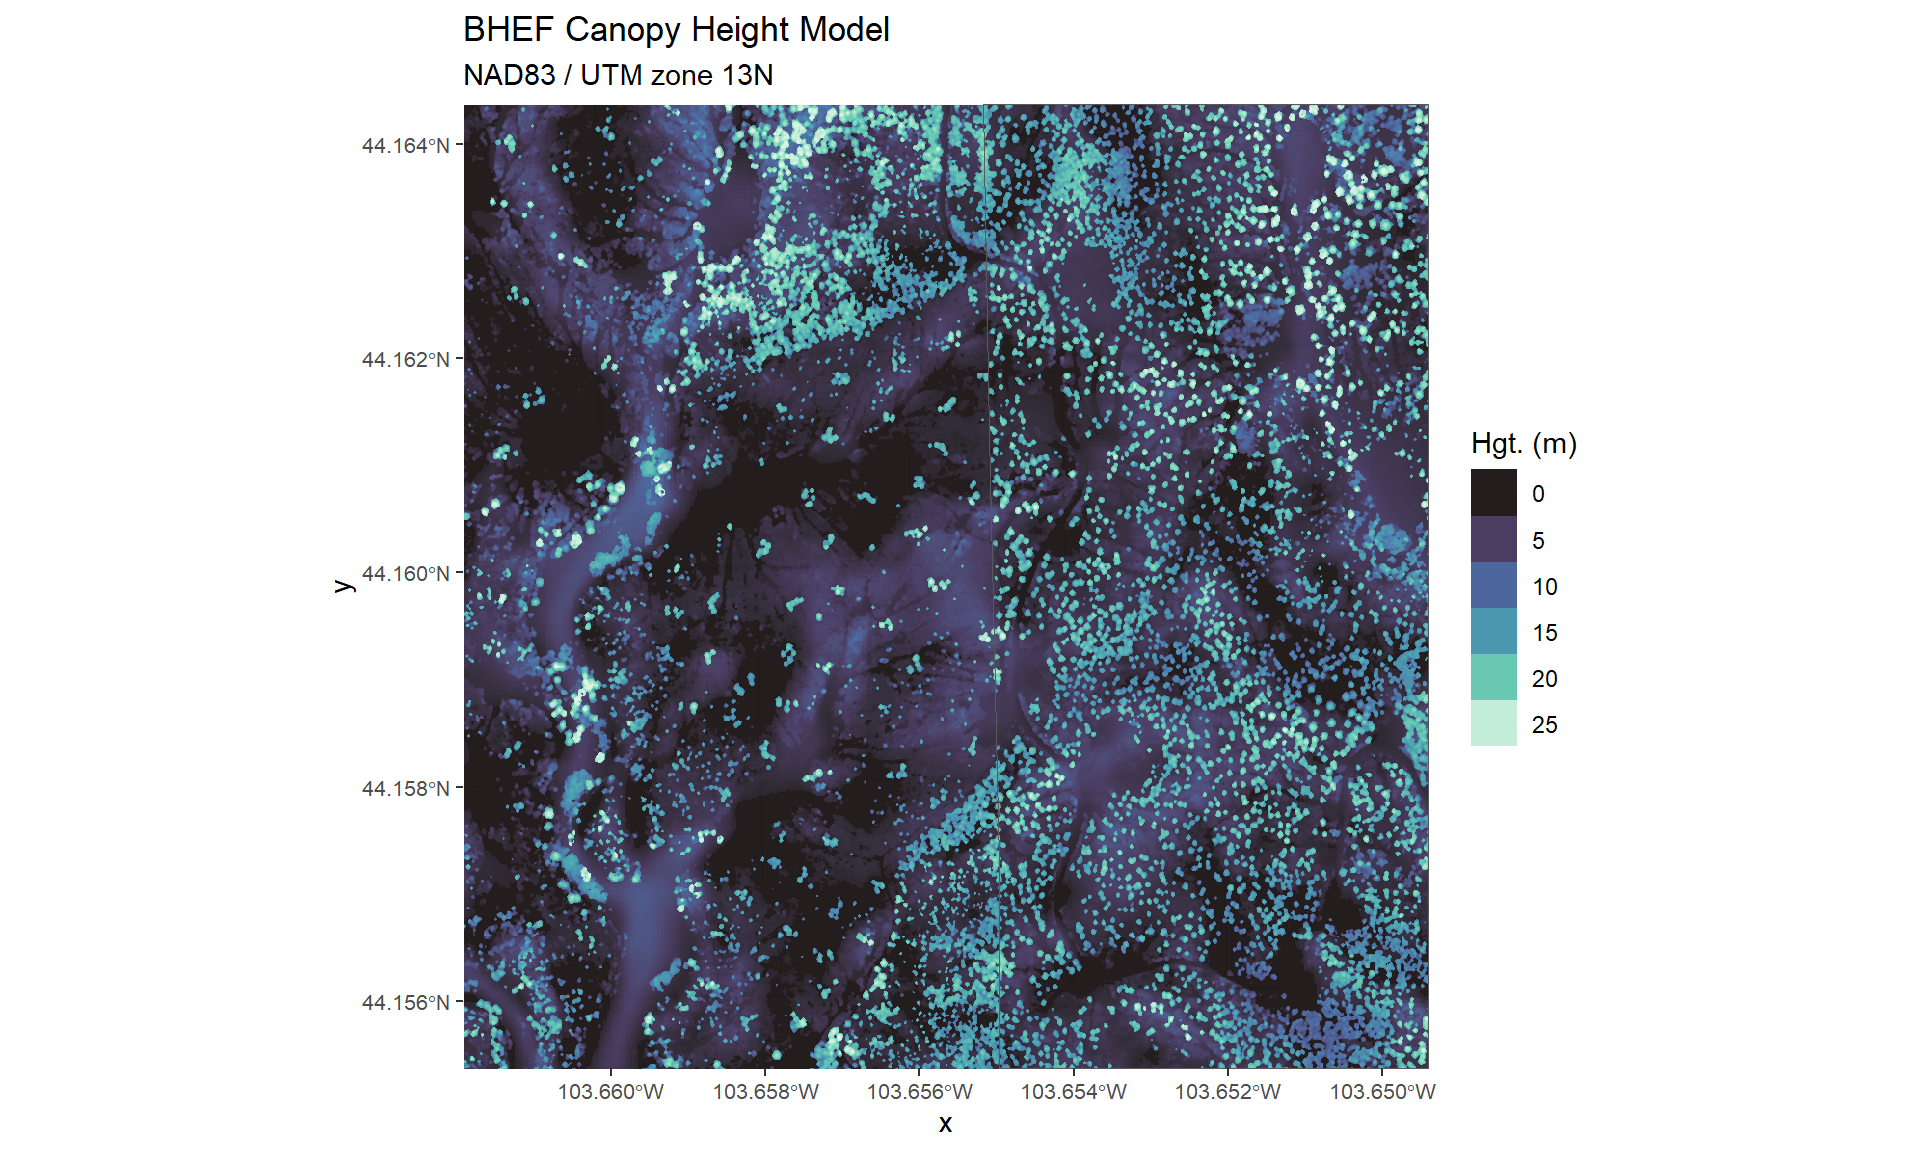 BHEF Canopy Height Model
NAD83 / UTM zone 13N
44.164°N
44.162°N
44.160°N
44.158°N
44.156°N
y
103.660°W
103.658°W
103.656°W
103.654°W
103.652°W
103.650°W
x
Hgt. (m)
0
5
10
15
20
25